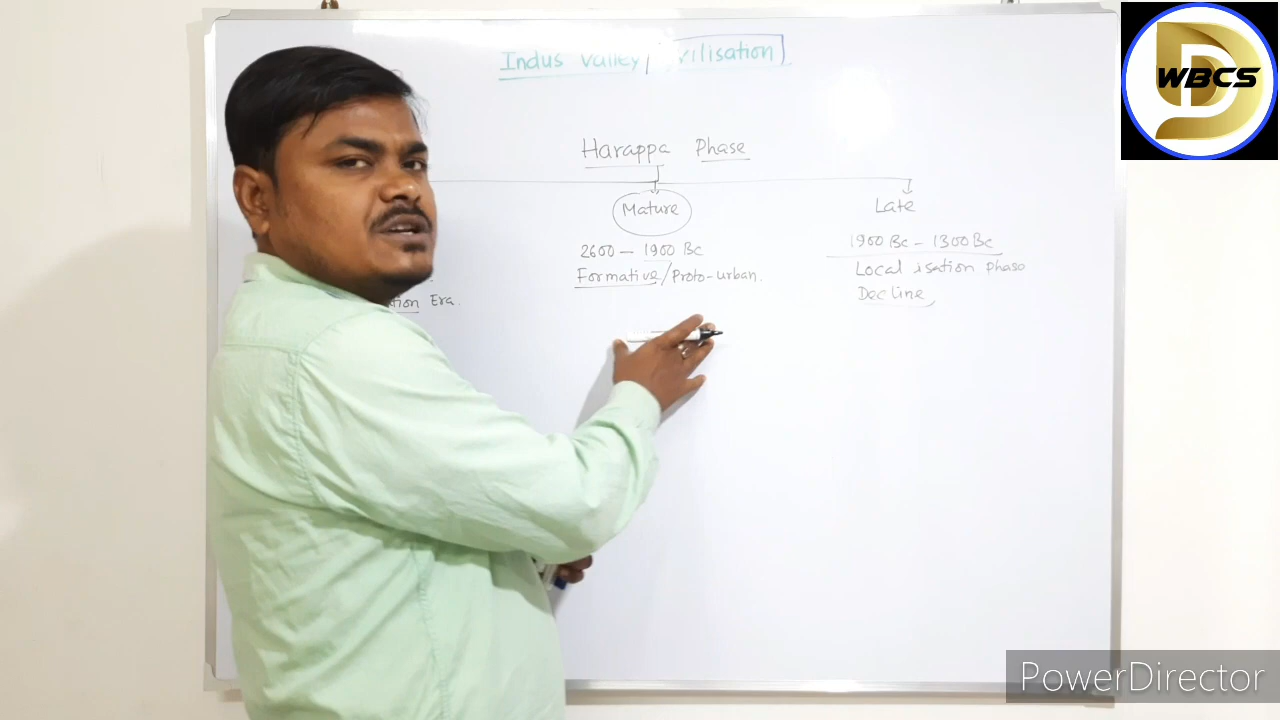 Indus Valley
vilisation
WBCS
Harappa Phase
Mature
Late
2600 — 1900 Bc
1900 Bc - 1300 Bc
Formative/Proto-urban.
Localisation phase
Era.
Decline,
PowerDirector